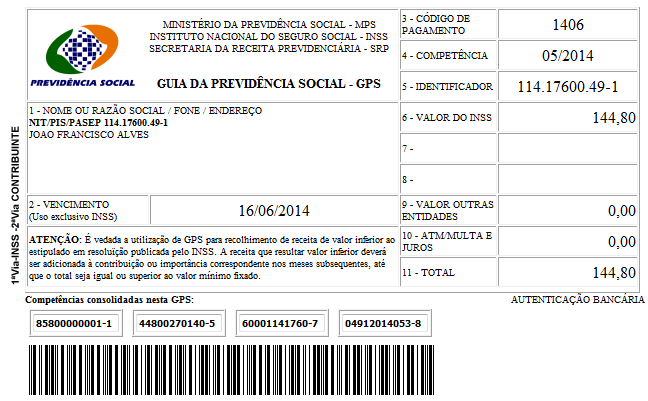 MINISTÉRIO DA PREVIDÊNCIA SOCIAL - MPS
INSTITUTO NACIONAL DO SEGURO SOCIAL - INSS
SECRETARIA DA RECEITA PREVIDENCIÁRIA - SRP
PREVIDÊNCIA SOCIAL
GUIA DA PREVIDÊNCIA SOCIAL - GPS
3 - CÓDIGO DE
PAGAMENTO
1406
4 - COMPETÊNCIA
05/2014
5 - IDENTIFICADOR
114.17600.49-1
1 - NOME OU RAZÃO SOCIAL / FONE / ENDEREÇO
NIT/PIS/PASEP 114.17600.49-1
JOAO FRANCISCO ALVES
6 - VALOR DO INSS
144,80
7 -
8 -
2 - VENCIMENTO
(Uso exclusivo INSS)
16/06/2014
9 - VALOR OUTRAS
ENTIDADES
0,00
ATENÇÃO: É vedada a utilização de GPS para recolhimento de valor inferior ao
estipulado em resolução publicada pelo INSS. A receita que resultar valor inferior deverá
ser adicionada à contribuição ou importância correspondente nos meses subsequentes, até
que o total seja igual ou superior ao valor mínimo fixado.
10 - ATM/MULTA E
JUROS
0,00
11 - TOTAL
144,80
1ªVia-INSS -2ªVia CONTRIBUINTE
Competências consolidadas nesta GPS:
AUTENTICAÇÃO BANCÁRIA
85800000001-1 44800270140-5 60001141760-7 04912014053-8